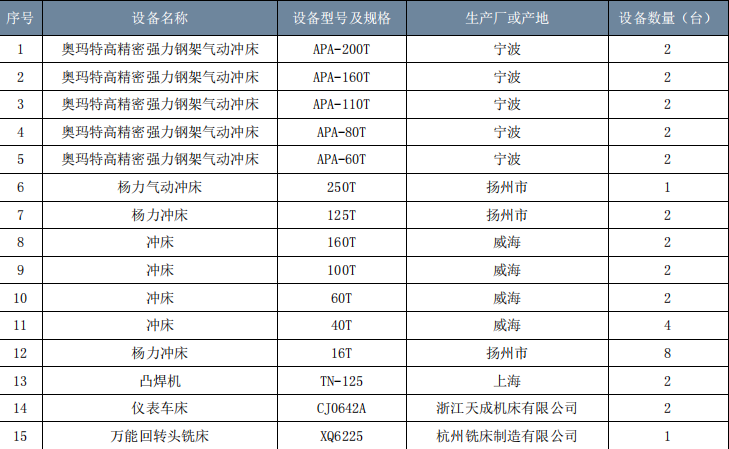 序号 设备名称 设备型号及规格 生产厂或产地 设备数量（台）
1 奥玛特高精密强力钢架气动冲床 APA-200T 宁波 2
2 奥玛特高精密强力钢架气动冲床 APA-160T 宁波 2
3 奥玛特高精密强力钢架气动冲床 APA-110T 宁波 2
4 奥玛特高精密强力钢架气动冲床 APA-80T 宁波 2
5 奥玛特高精密强力钢架气动冲床 APA-60T 宁波 2
6 杨力气动冲床 250T 扬州市 1
7 杨力冲床 125T 扬州市 2
8 冲床 160T 威海 2
9 冲床 100T 威海 2
10 冲床 60T 威海 2
11 冲床 40T 威海 4
12 杨力冲床 16T 扬州市 8
13 凸焊机 TN-125 上海 2
14 仪表车床 CJ0642A 浙江天成机床有限公司 2
15 万能回转头铣床 XQ6225 杭州铣床制造有限公司 1